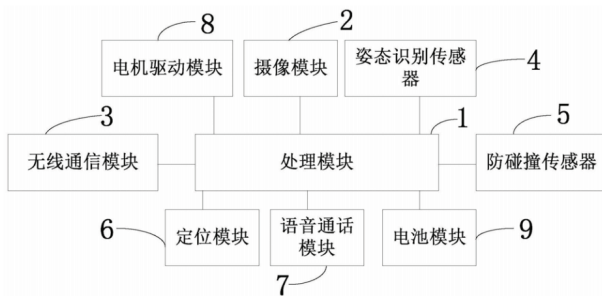 8
2
电机驱动模块
摄像模块
姿态识别传感
器
4
3
1
5
无线通信模块
处理模块
防碰撞传感器
6
定位模块
语音通话
模块
电池模块
9
7